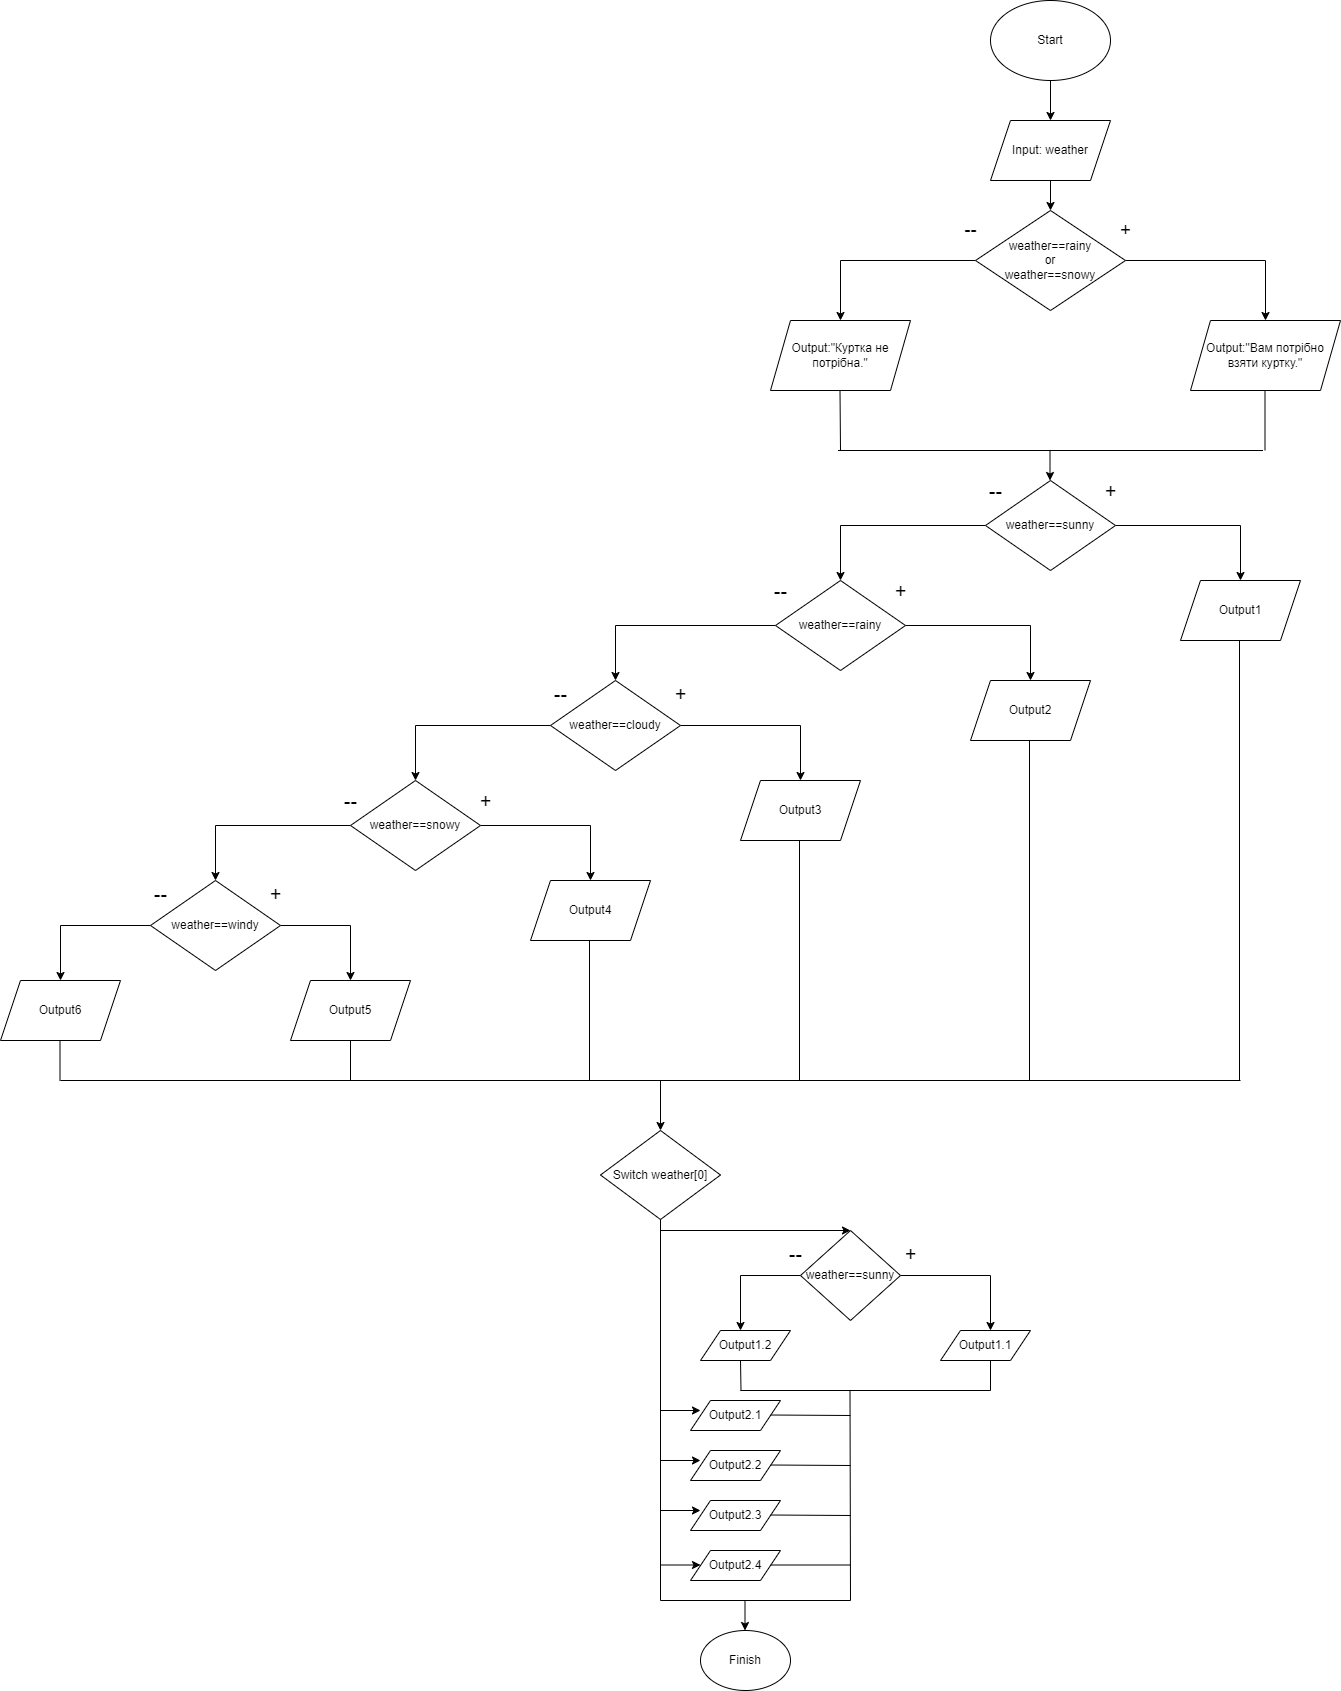 Start
Input: weather
--
+
weather==rainy
or
weather==snowy
Output:"Куртка не
потрібна."
Output:"Вам потрібно
взяти куртку."
--
+
weather==sunny
--
+
weather==rainy
Output1
--
+
weather==cloudy
Output2
--
+
weather==snowy
Output3
--
+
weather==windy
Output4
Output6
Output5
Switch weather[0]
--
+
weather==sunny
Output1.2
Output1.1
Output2.1
Output2.2
Output2.3
Output2.4
Finish